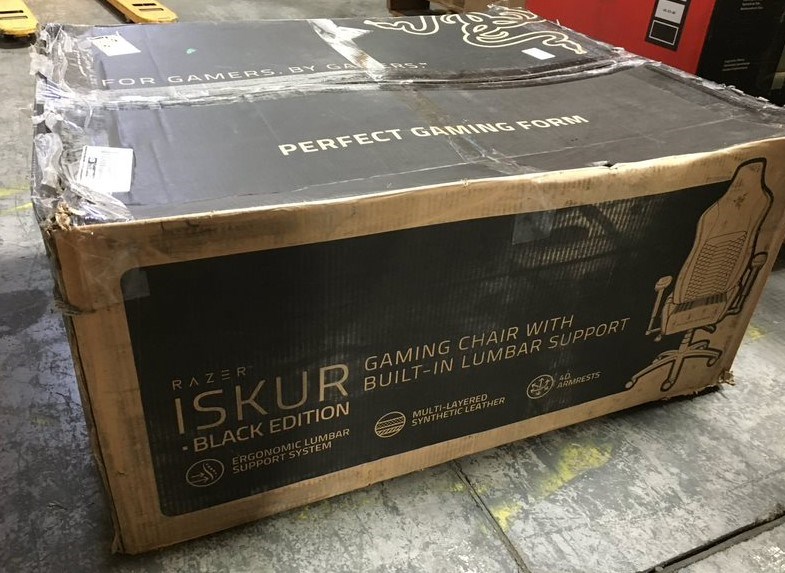 FOR GAMERS. BY GAMERS.™
PERFECT GAMING FORM
RAZER
ISKUR
• BLACK EDITION
GAMING CHAIR WITH
BUILT-IN LUMBAR SUPPORT
ERGONOMIC LUMBAR
SUPPORT SYSTEM
MULTI-LAYERED
SYNTHETIC LEATHER
4D
ARMRESTS